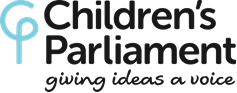 Children's
Parliament
giving ideas a voice